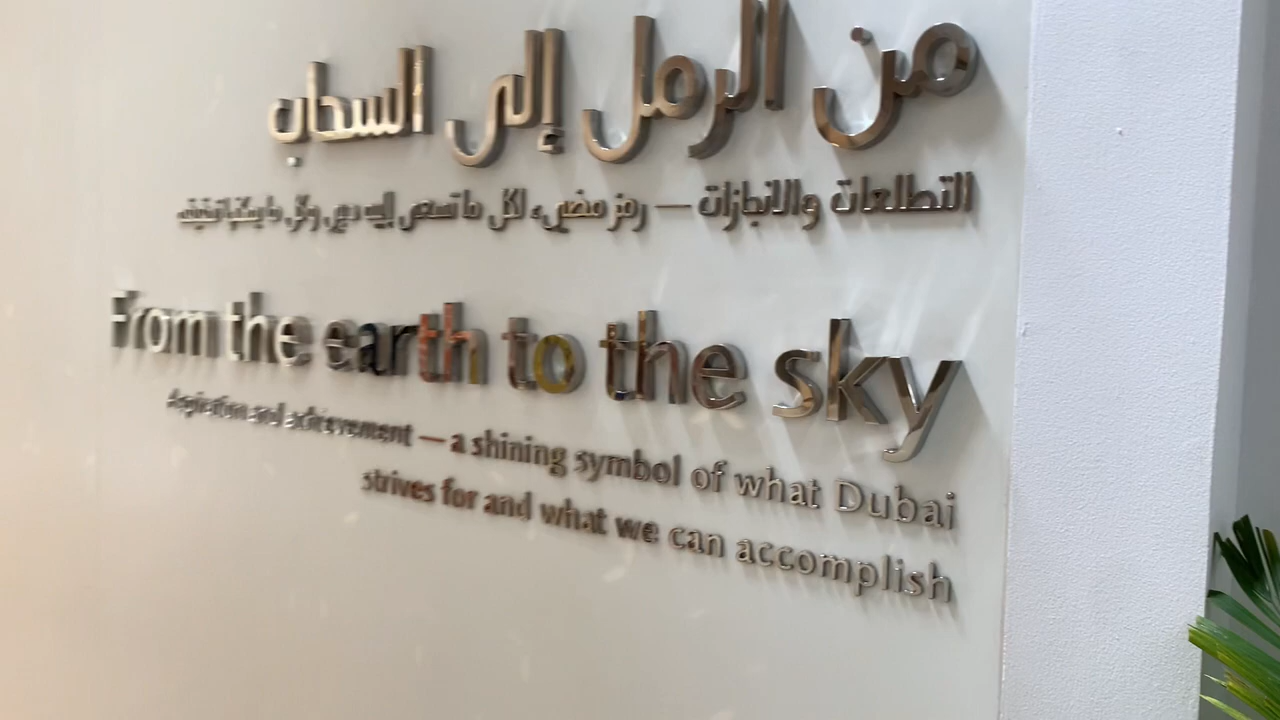 من الرمل إلى السحاب
التطلعات والانجازات — رمز مضيء لكل ما تسعى إليه دبي وكل ما يمكننا تحقيقه
From the earth to the sky
Aspiration and achievement — a shining symbol of what Dubai
strives for and what we can accomplish